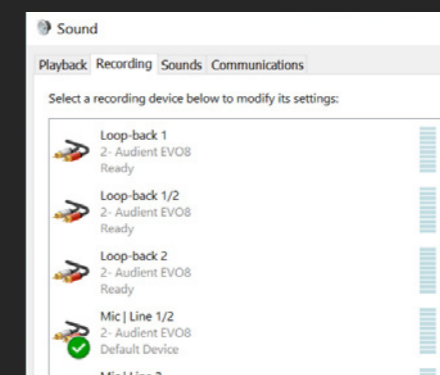 Sound
Playback Recording Sounds Communications
Select a recording device below to modify its settings:
Loop-back 1
2- Audient EVO8
Ready
Loop-back 1/2
2- Audient EVO8
Ready
Loop-back 2
2- Audient EVO8
Ready
Mic | Line 1/2
2- Audient EVO8
Default Device